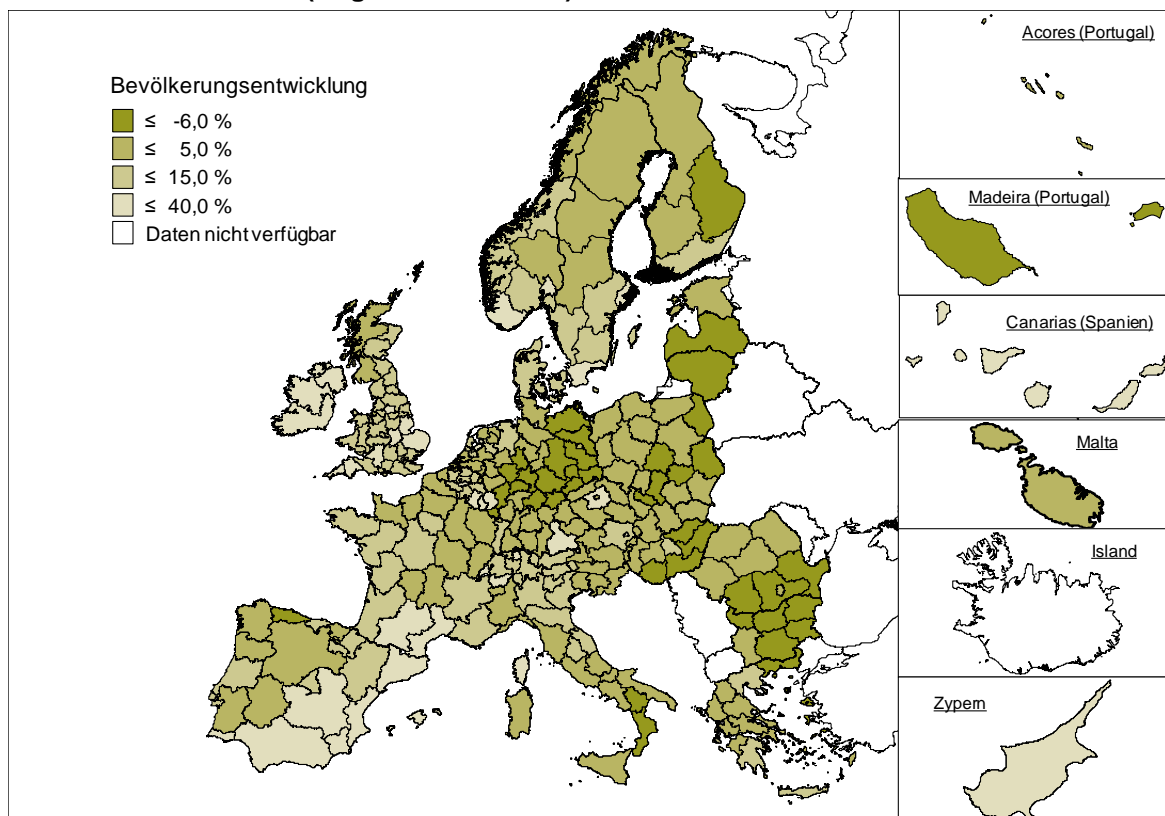 Bevölkerungsentwicklung
≤ -6,0 %
≤ 5,0 %
≤ 15,0 %
≤ 40,0 %
Daten nicht verfügbar
Acores (Portugal)
Madeira (Portugal)
Canarias (Spanien)
Malta
Island
Zypern